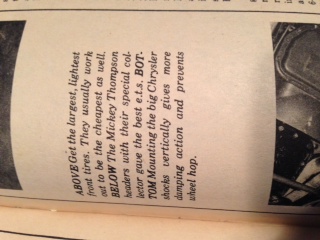 ABOVE Get the largest, lightest
front tires. They usually work
out to be the cheapest as well.
BELOW The Mickey Thompson
headers with their special col-
lector gave the best e.t.s. BOT-
TOM Mounting the big Chrysler
shocks vertically gives more
damping action and prevents
wheel hop.